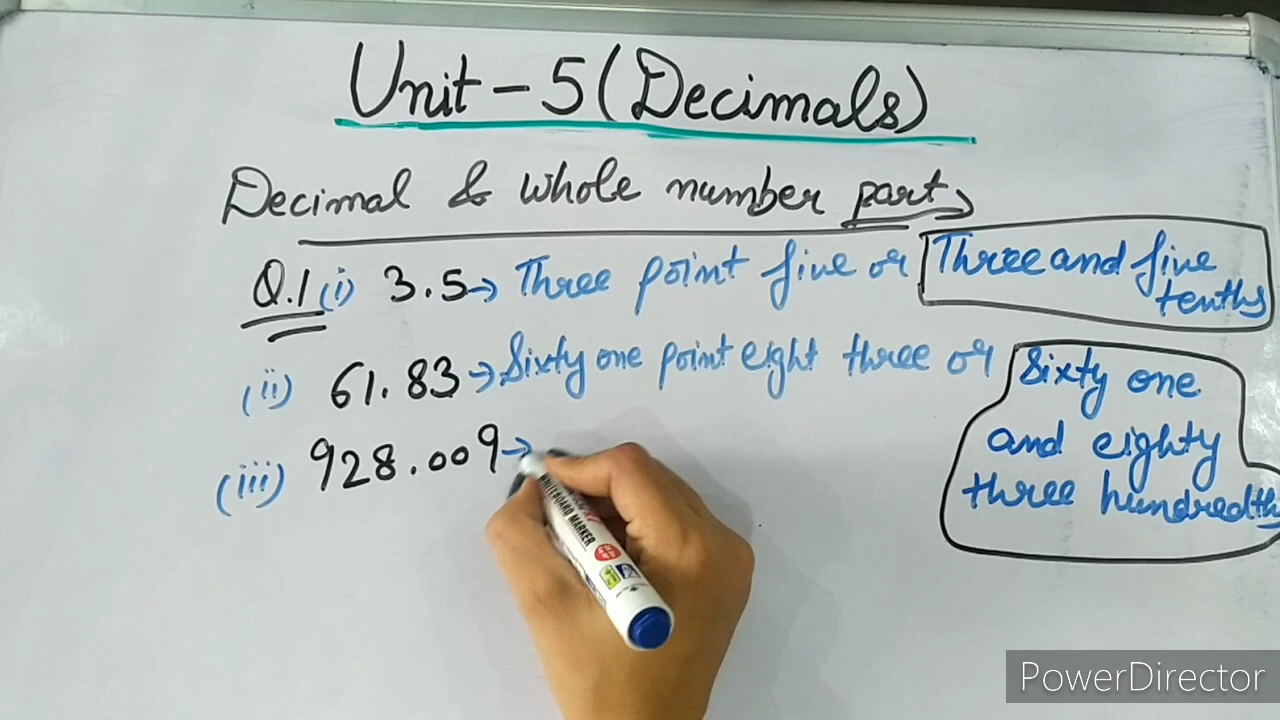 Unit - 5 (Decimals)
Decimal & whole number part
Q.1 (i) 3.5 → Three point five or Three and five tenths
(ii) 61.83 → Sixty one point eight three or Sixty one
and eighty
three hundredths
(iii) 928.009 →
WHITEBOARD MARKER
PowerDirector